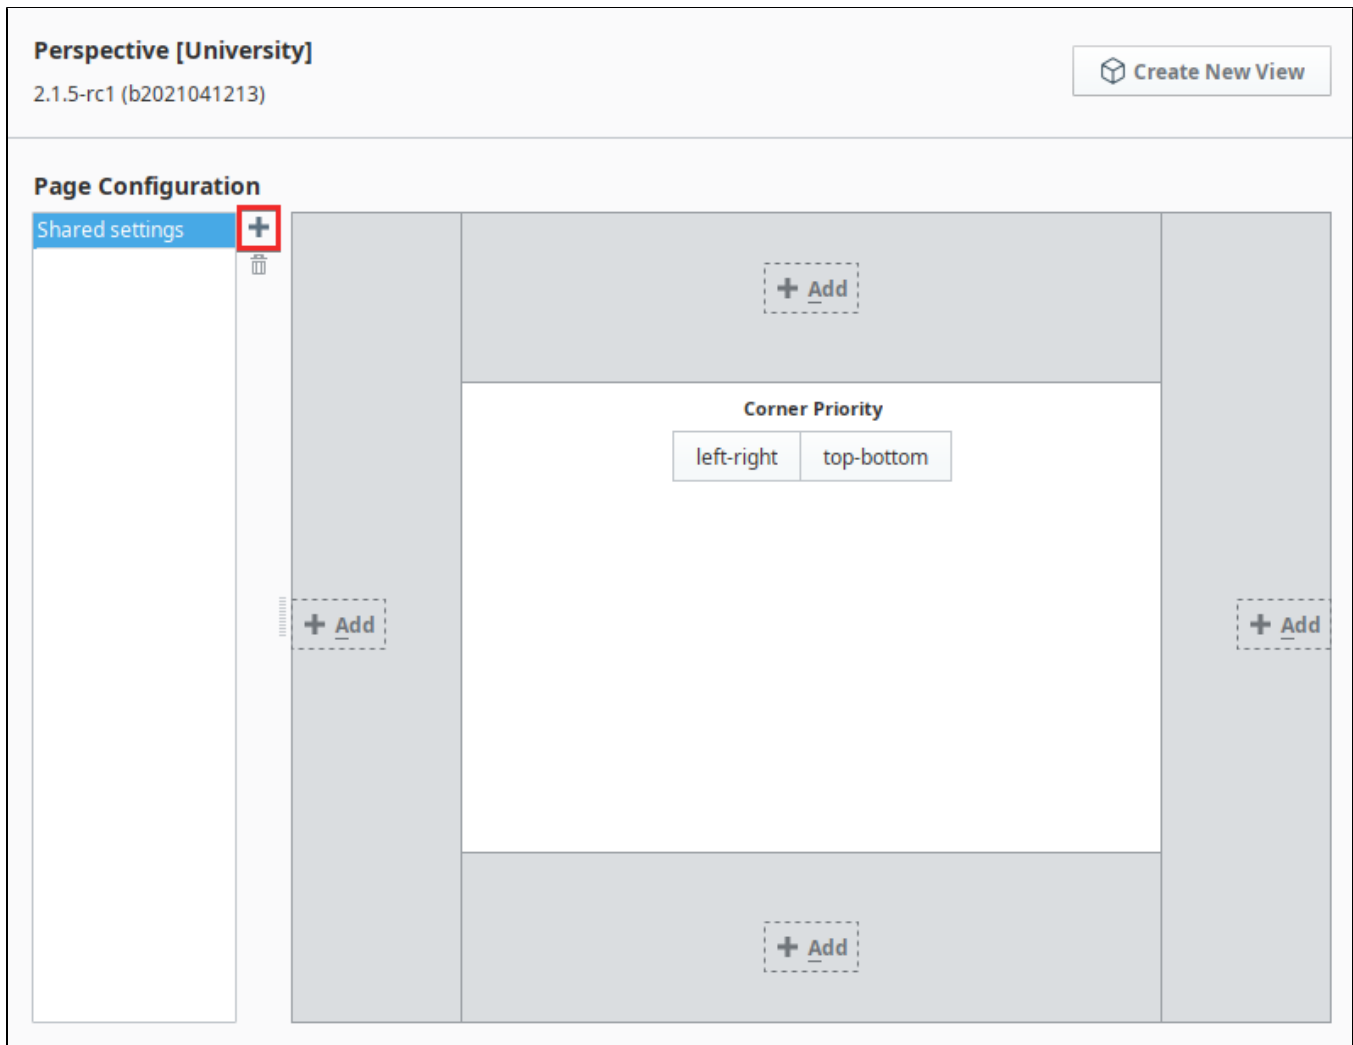 Perspective [University]
2.1.5-rc1 (b2021041213)
Create New View
Page Configuration
Shared settings
Add
Corner Priority
left-right
top-bottom
Add
Add
Add